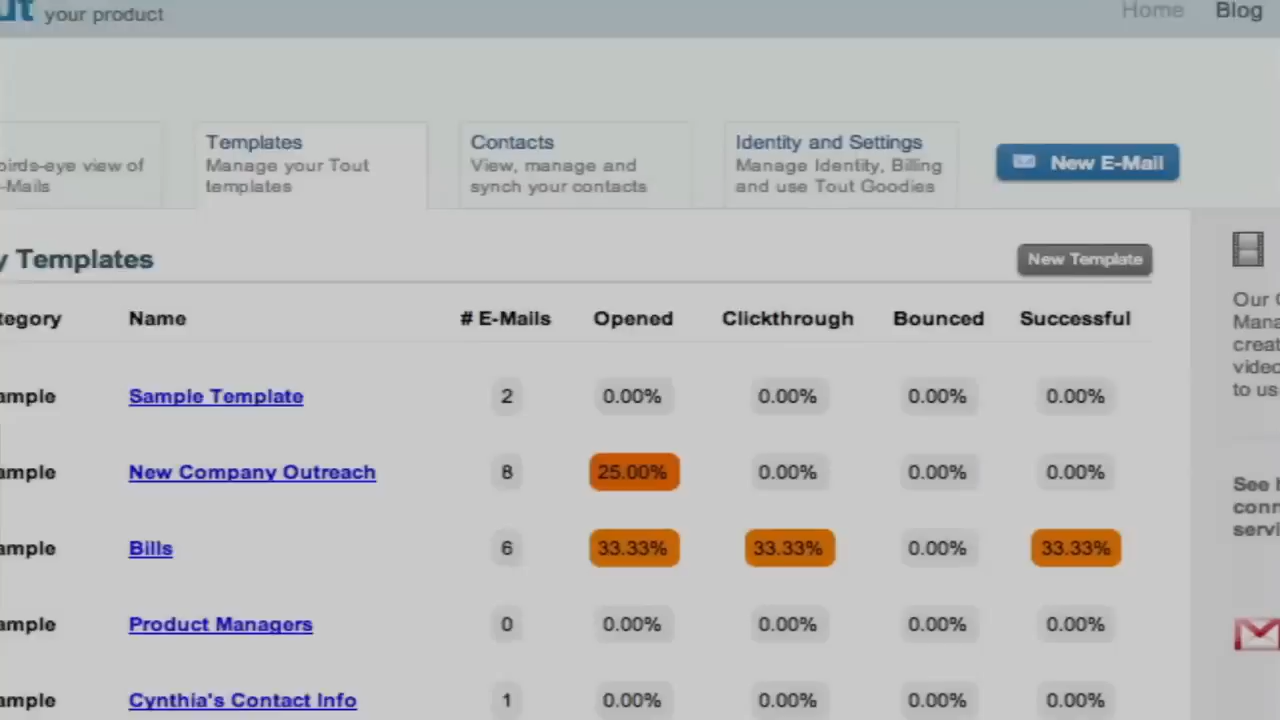 ut your product
Home Blog
Templates
Manage your Tout
templates
Contacts
View, manage and
synch your contacts
Identity and Settings
Manage Identity, Billing
and use Tout Goodies
birds-eye view of
-Mails
New E-Mail
y Templates
New Template
tegory Name # E-Mails Opened Clickthrough Bounced Successful
ample Sample Template 2 0.00% 0.00% 0.00% 0.00%
ample New Company Outreach 8 25.00% 0.00% 0.00% 0.00%
ample Bills 6 33.33% 33.33% 0.00% 33.33%
ample Product Managers 0 0.00% 0.00% 0.00% 0.00%
ample Cynthia's Contact Info 1 0.00% 0.00% 0.00% 0.00%
Our
Mana
creat
video
to us
See
conn
servi